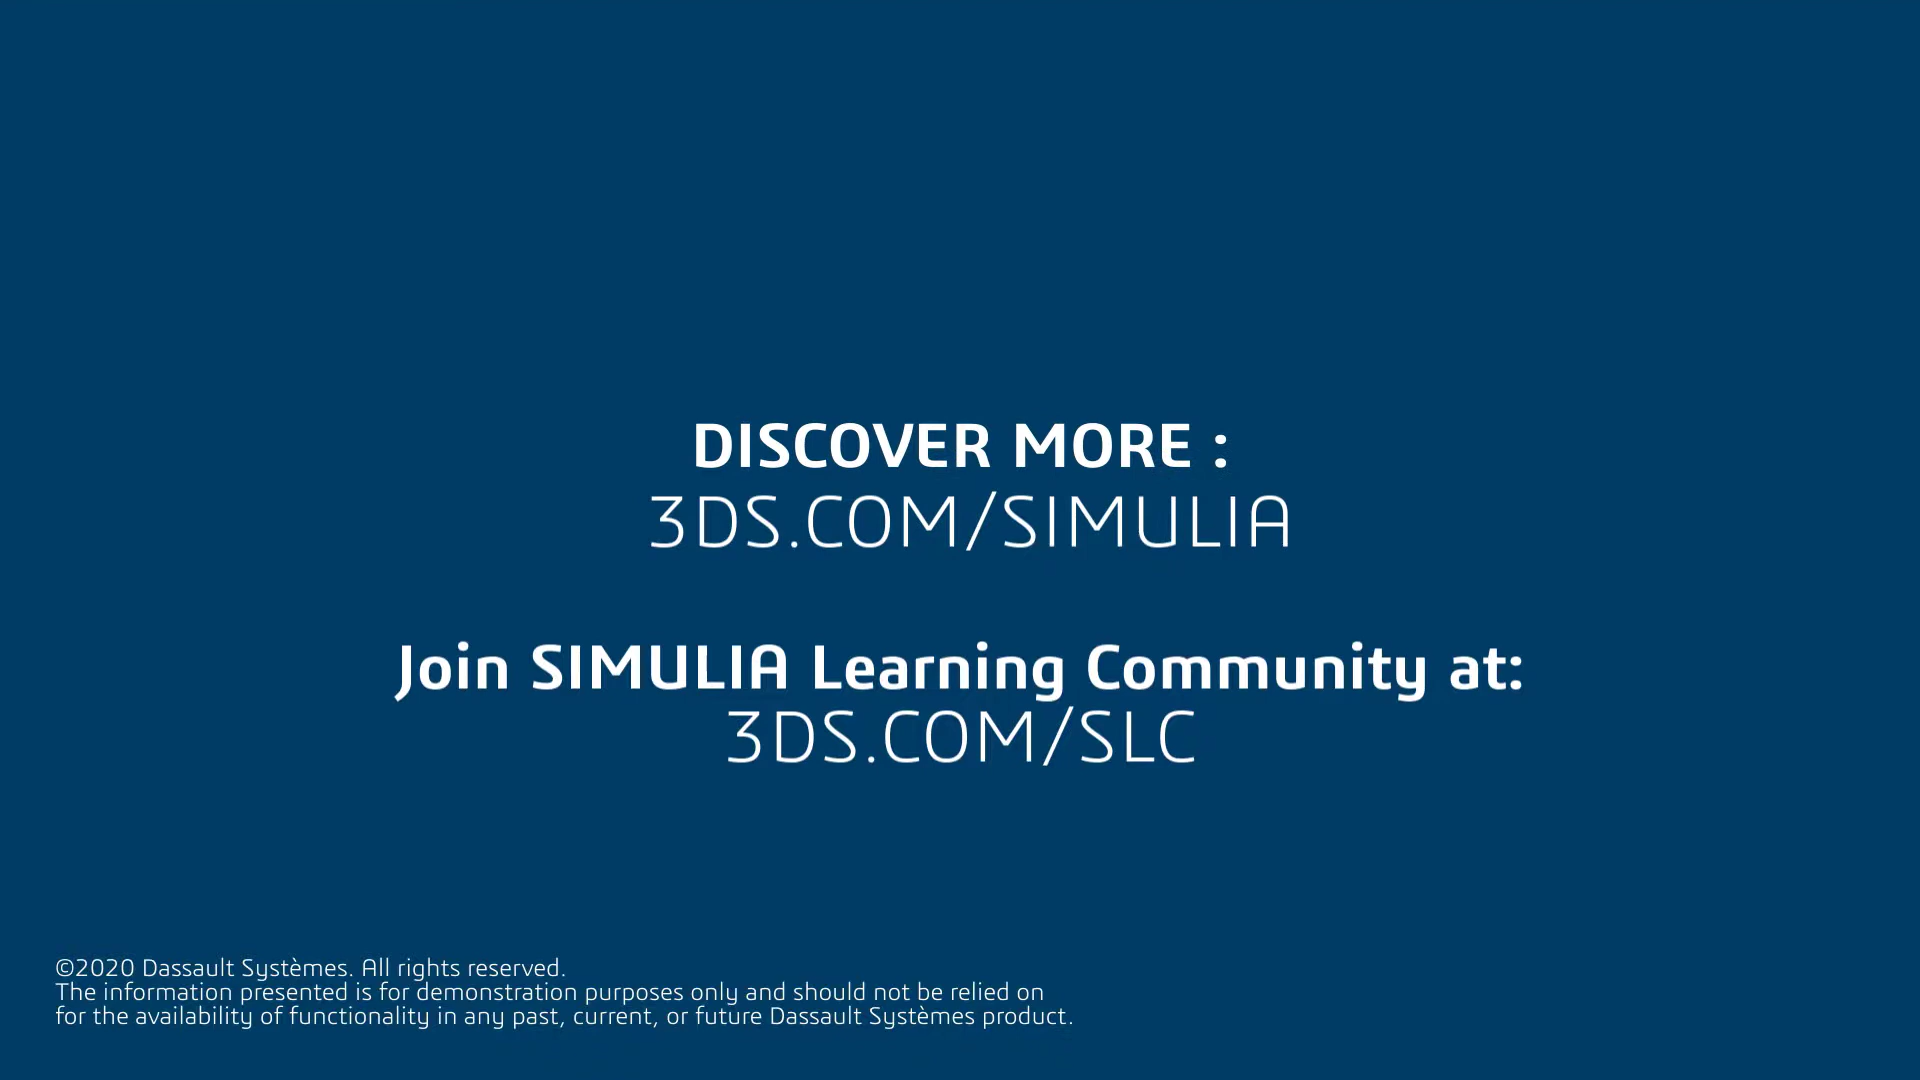 DISCOVER MORE :
3DS.COM/SIMULIA
Join SIMULIA Learning Community at:
3DS.COM/SLC
©2020 Dassault Systèmes. All rights reserved.
The information presented is for demonstration purposes only and should not be relied on
for the availability of functionality in any past, current, or future Dassault Systèmes product.